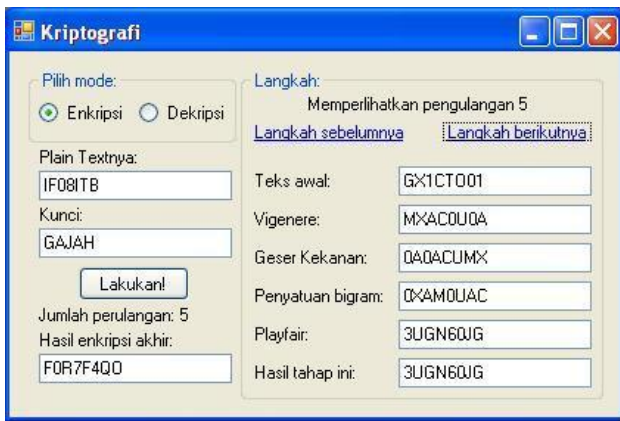 Kriptografi
Pilih mode:
Enkripsi
Dekripsi
Plain Textnya:
IF08ITB
Kunci:
GAJAH
Lakukan!
Jumlah perulangan: 5
Hasil enkripsi akhir:
F0R7F4QO
Langkah:
Memperlihatkan pengulangan 5
Langkah sebelumnya
Langkah berikutnya
Teks awal:
GX1CTO01
Vigenere:
MXAC0U0A
Geser Kekanan:
0A0ACUMX
Penyatuan bigram:
0XAM0UAC
Playfair:
3UGN60JG
Hasil tahap ini:
3UGN60JG